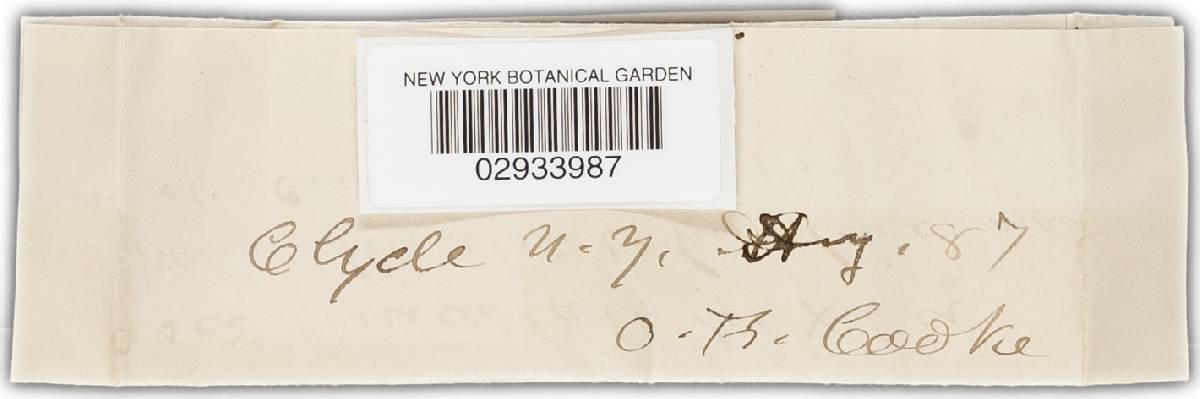 NEW YORK BOTANICAL GARDEN
02933987
Clyde N. Y. Aug. 87
O. F. Cooke